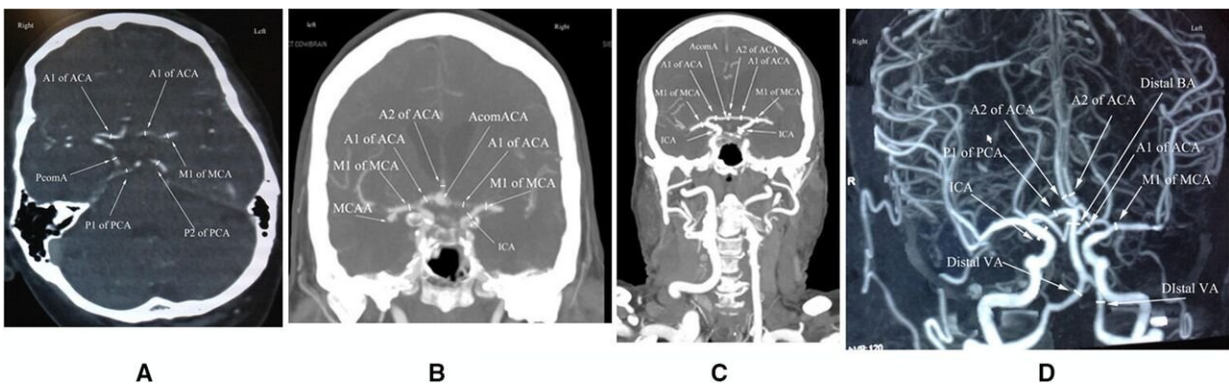 Right
Left
A1 of ACA
A1 of ACA
PcomA
M1 of MCA
P1 of PCA
P2 of PCA
A
left
Right
A2 of ACA
AcomACA
A1 of ACA
A1 of ACA
M1 of MCA
M1 of MCA
MCAA
ICA
B
AcomA
A2 of ACA
A1 of ACA
A1 of ACA
M1 of MCA
M1 of MCA
ICA
ICA
C
Right
Left
Distal BA
A2 of ACA
A2 of ACA
P1 of PCA
A1 of ACA
R
ICA
M1 of MCA
Distal VA
DIstal VA
D